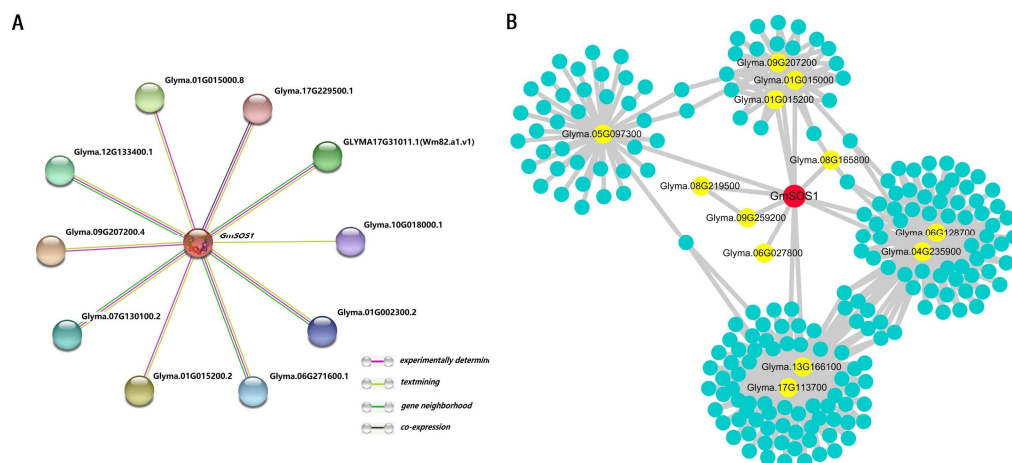 A
Glyma.01G015000.8
Glyma.17G229500.1
GLYMA17G31011.1(Wm82.a1.v1)
Glyma.12G133400.1
Glyma.10G018000.1
Glyma.09G207200.4
GmSOS1
Glyma.07G130100.2
Glyma.01G002300.2
Glyma.01G015200.2
Glyma.06G271600.1
experimentally determine
textmining
gene neighborhood
co-expression
B
Glyma.09G207200
Glyma.01G015000
Glyma.01G015200
Glyma.05G097300
Glyma.08G165800
Glyma.08G219500
GmSOS1
Glyma.09G259200
Glyma.06G128700
Glyma.04G235900
Glyma.06G027800
Glyma.13G166100
Glyma.17G113700